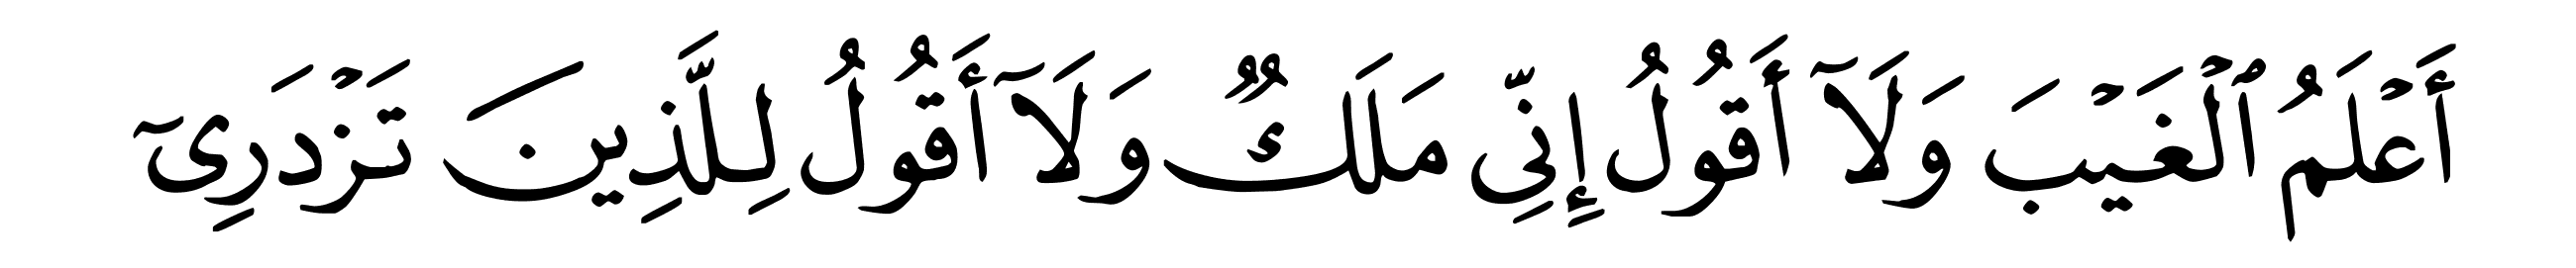 أَعْلَمُ ٱلْغَيْبَ وَلَآ أَقُولُ إِنِّى مَلَكٌ وَلَآ أَقُولُ لِلَّذِينَ تَزْدَرِىٓ